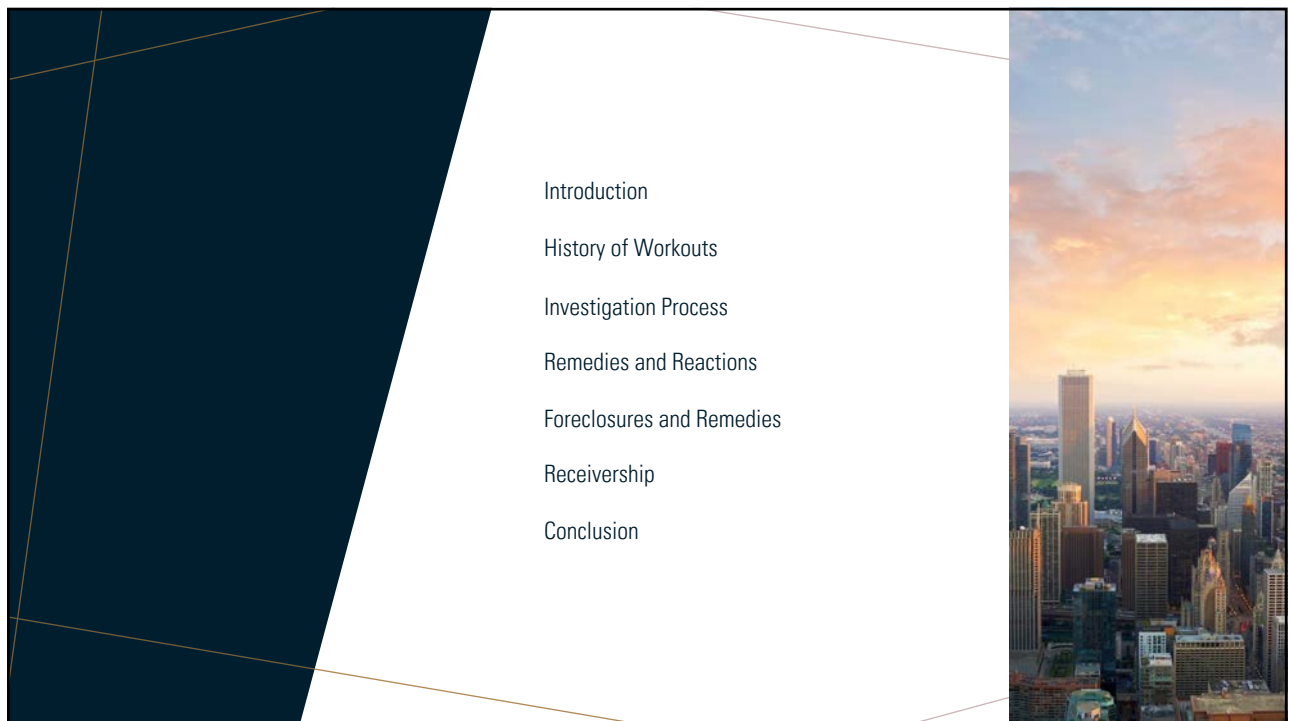 Introduction
History of Workouts
Investigation Process
Remedies and Reactions
Foreclosures and Remedies
Receivership
Conclusion